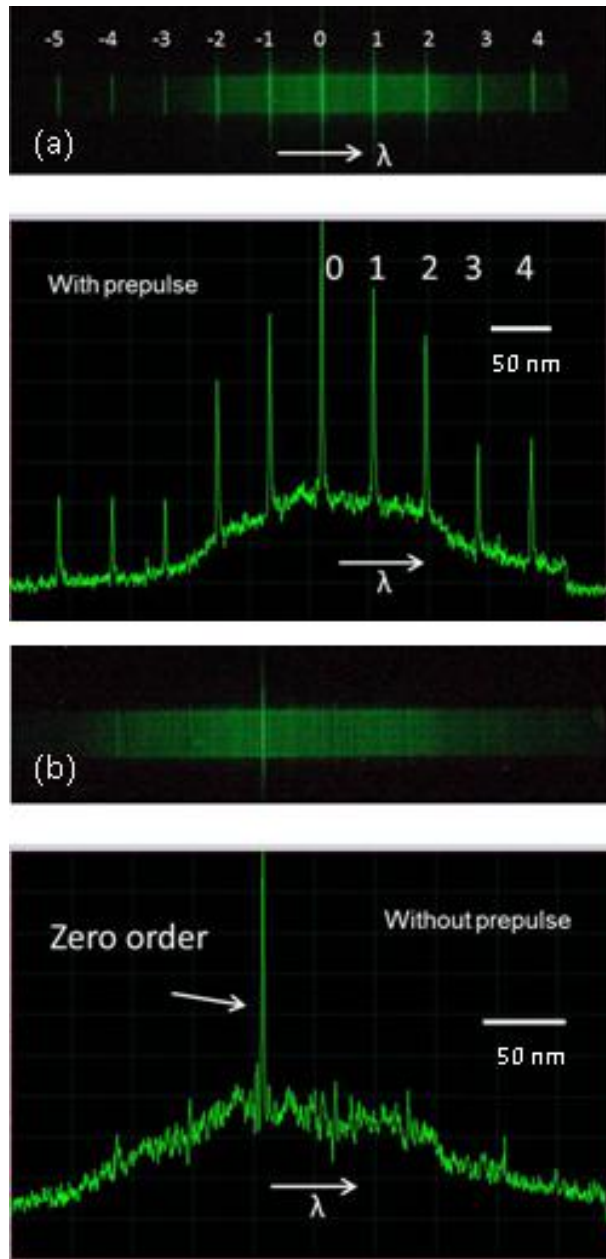 -5 -4 -3 -2 -1 0 1 2 3 4
(a)
λ
With prepulse
0 1 2 3 4
50 nm
λ
(b)
Zero order
Without prepulse
50 nm
λ